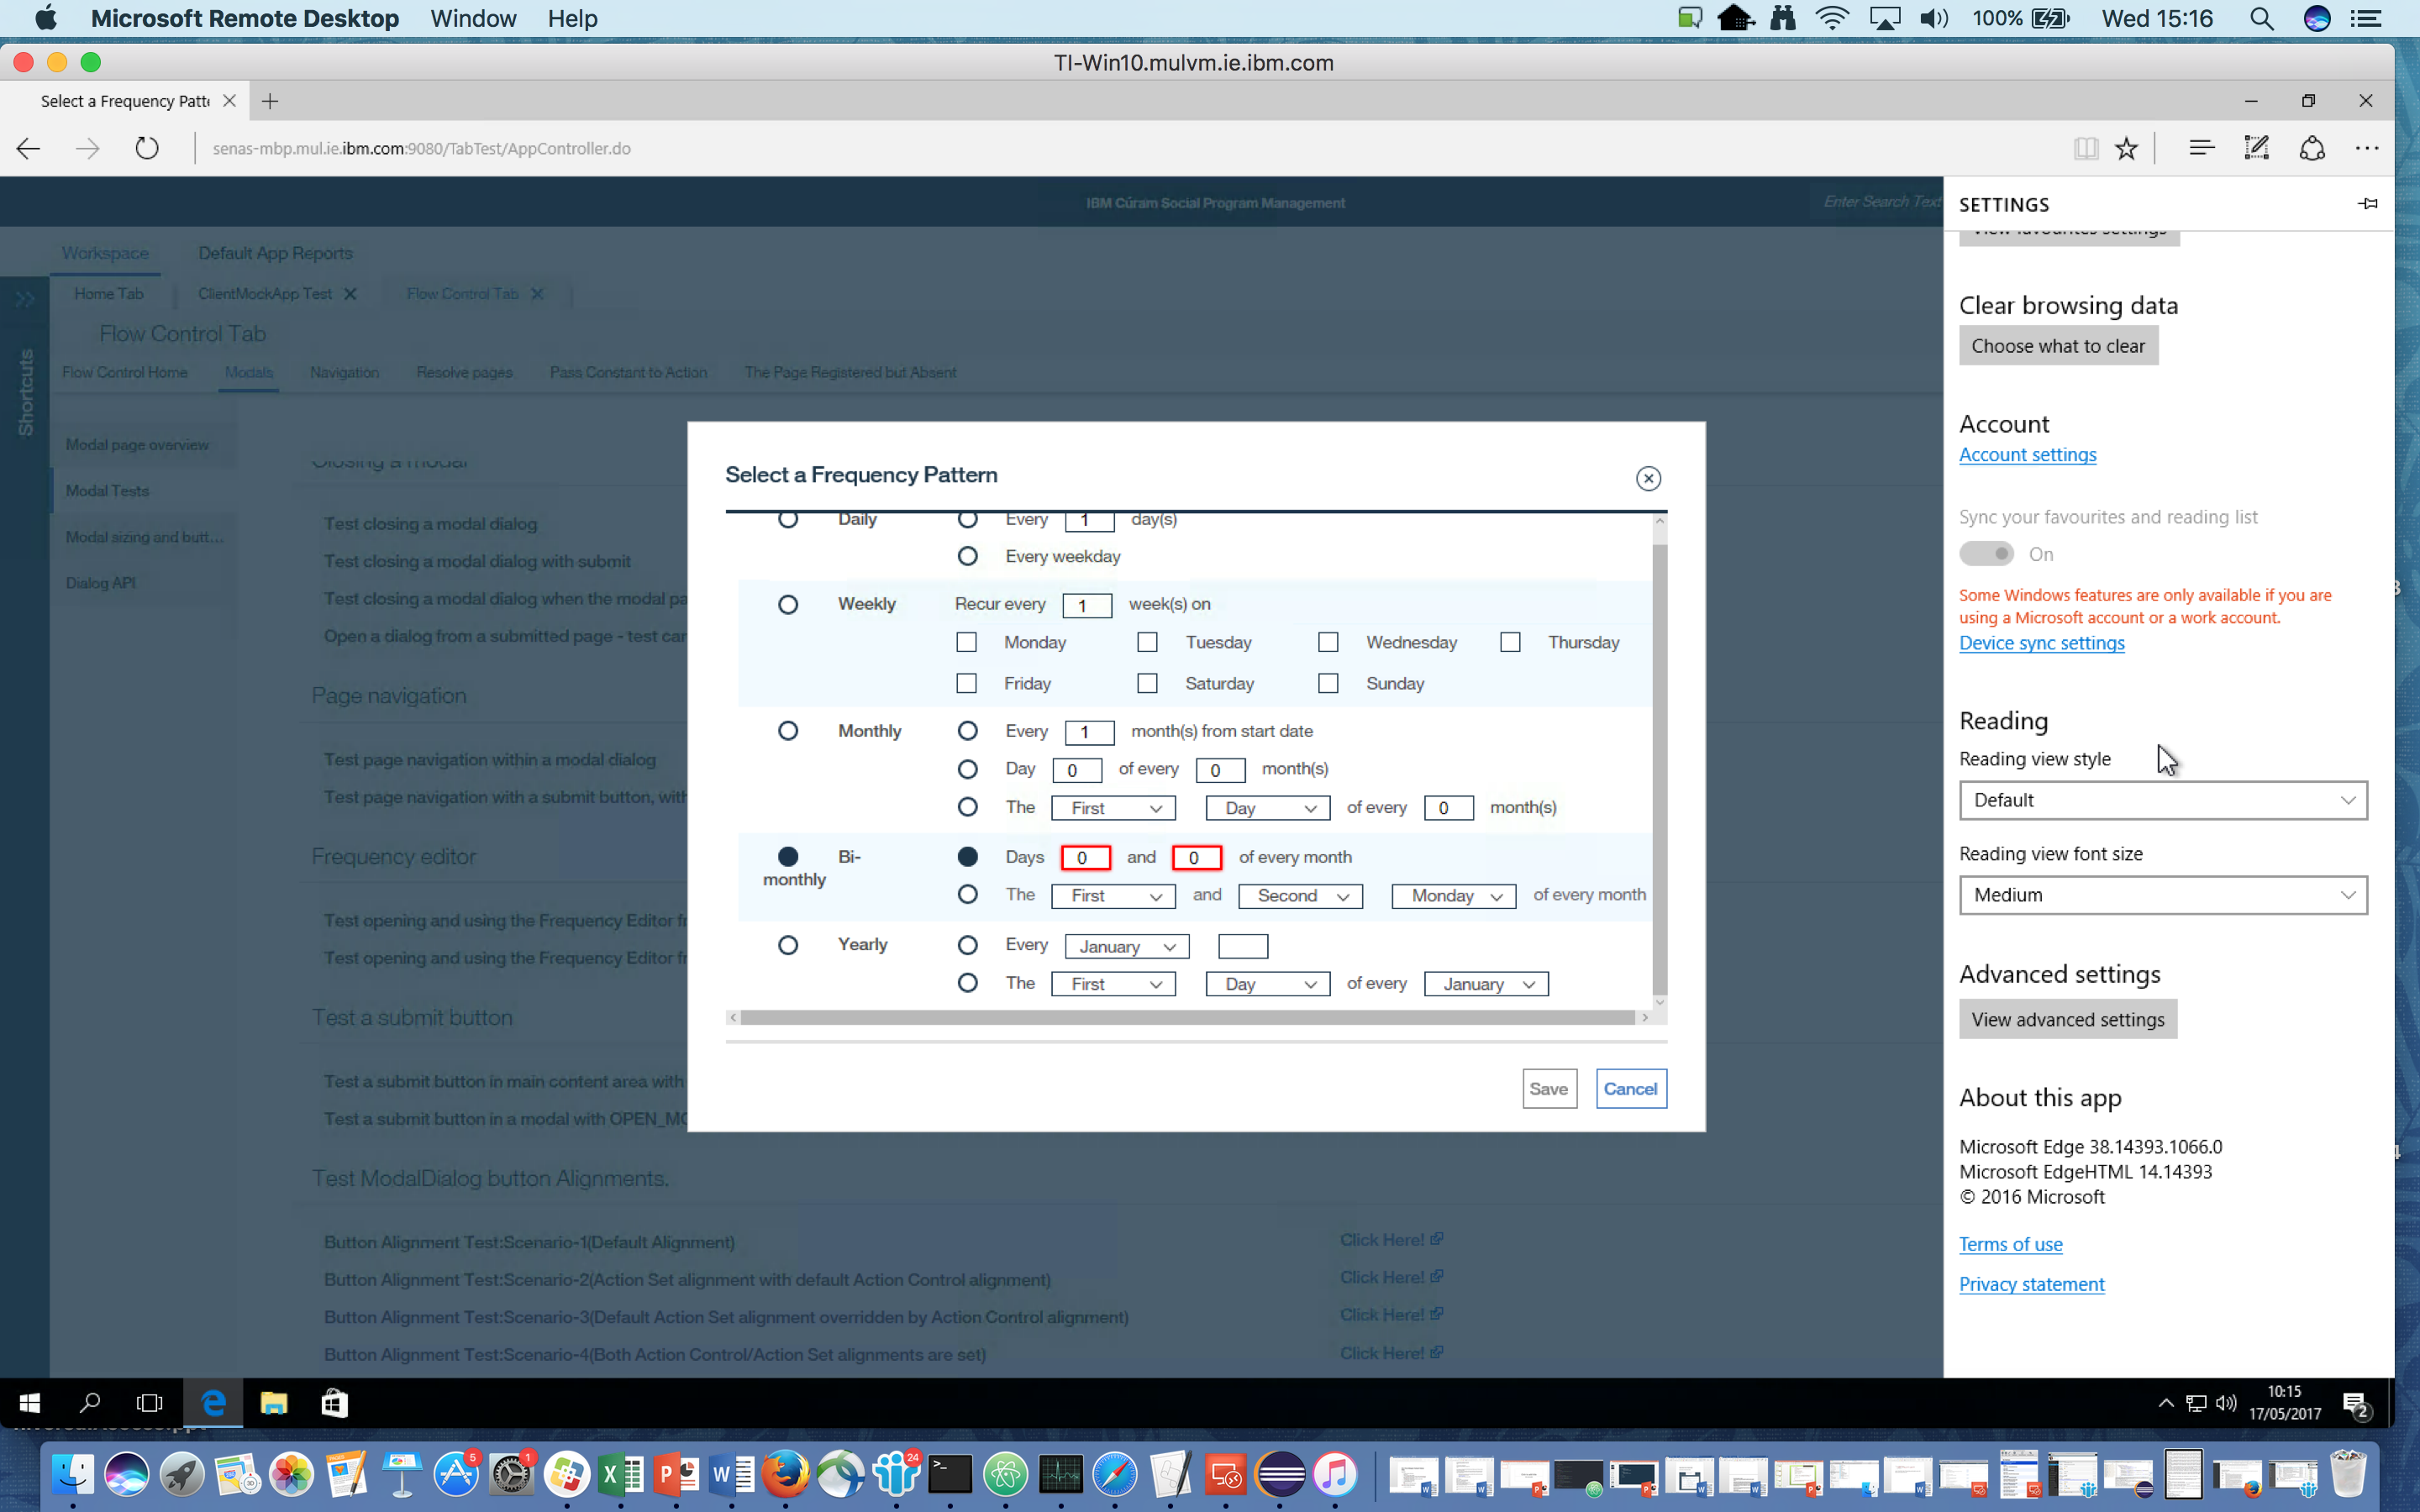 Microsoft Remote Desktop Window Help
100% Wed 15:16
TI-Win10.mulvm.ie.ibm.com
Select a Frequency Patt
senas-mbp.mul.ie.ibm.com:9080/TabTest/AppController.do
IBM Cúram Social Program Management
Enter Search Text
Workspace Default App Reports
Home Tab ClientMockApp Test Flow Control Tab
Flow Control Tab
Shortcuts
Flow Control Home Modals Navigation Resolve pages Pass Constant to Action The Page Registered but Absent
Modal page overview
Modal Tests
Modal sizing and butt...
Dialog API
Closing a modal
Test closing a modal dialog
Test closing a modal dialog with submit
Test closing a modal dialog when the modal pa
Open a dialog from a submitted page - test can
Page navigation
Test page navigation within a modal dialog
Test page navigation with a submit button, with
Frequency editor
Test opening and using the Frequency Editor fr
Test opening and using the Frequency Editor fr
Test a submit button
Test a submit button in main content area with
Test a submit button in a modal with OPEN_MO
Test ModalDialog button Alignments.
Button Alignment Test:Scenario-1(Default Alignment) Click Here!
Button Alignment Test:Scenario-2(Action Set alignment with default Action Control alignment) Click Here!
Button Alignment Test:Scenario-3(Default Action Set alignment overridden by Action Control alignment) Click Here!
Button Alignment Test:Scenario-4(Both Action Control/Action Set alignments are set) Click Here!
Select a Frequency Pattern
Daily Every 1 day(s)
Every weekday
Weekly Recur every 1 week(s) on
Monday Tuesday Wednesday Thursday
Friday Saturday Sunday
Monthly Every 1 month(s) from start date
Day 0 of every 0 month(s)
The First Day of every 0 month(s)
Bi-monthly Days 0 and 0 of every month
The First and Second Monday of every month
Yearly Every January
The First Day of every January
Save Cancel
SETTINGS
View favourites settings
Clear browsing data
Choose what to clear
Account
Account settings
Sync your favourites and reading list
On
Some Windows features are only available if you are
using a Microsoft account or a work account.
Device sync settings
Reading
Reading view style
Default
Reading view font size
Medium
Advanced settings
View advanced settings
About this app
Microsoft Edge 38.14393.1066.0
Microsoft EdgeHTML 14.14393
© 2016 Microsoft
Terms of use
Privacy statement
10:15
17/05/2017
2
5
1
24